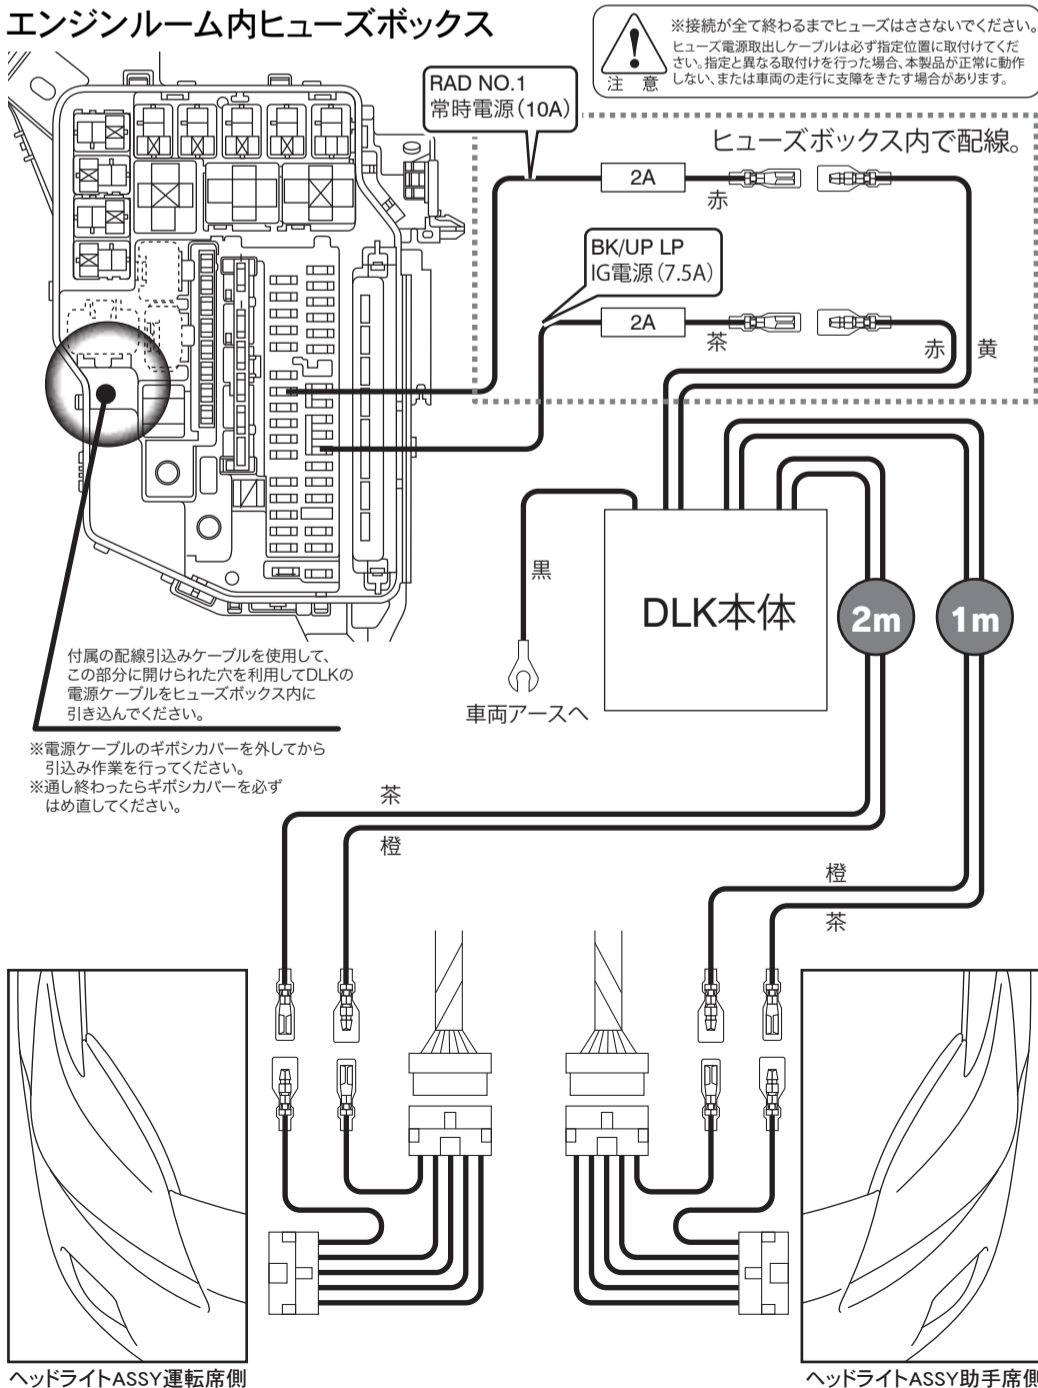 エンジンルーム内ヒューズボックス
注 意
※接続が全て終わるまでヒューズはささないでください。
ヒューズ電源取出しケーブルは必ず指定位置に取付けてくだ
さい。指定と異なる取付けを行った場合、本製品が正常に動作
しない、または車両の走行に支障をきたす場合があります。
RAD NO.1
常時電源（10A）
ヒューズボックス内で配線。
2A
赤
BK/UP LP
IG電源（7.5A）
2A
茶
赤
黄
黒
DLK本体
2m
1m
車両アースへ
付属の配線引込みケーブルを使用して、
この部分に開けられた穴を利用してDLKの
電源ケーブルをヒューズボックス内に
引き込んでください。
※電源ケーブルのギボシカバーを外してから
引込み作業を行ってください。
※通し終わったらギボシカバーを必ず
はめ直してください。
茶
橙
橙
茶
ヘッドライトASSY運転席側
ヘッドライトASSY助手席側